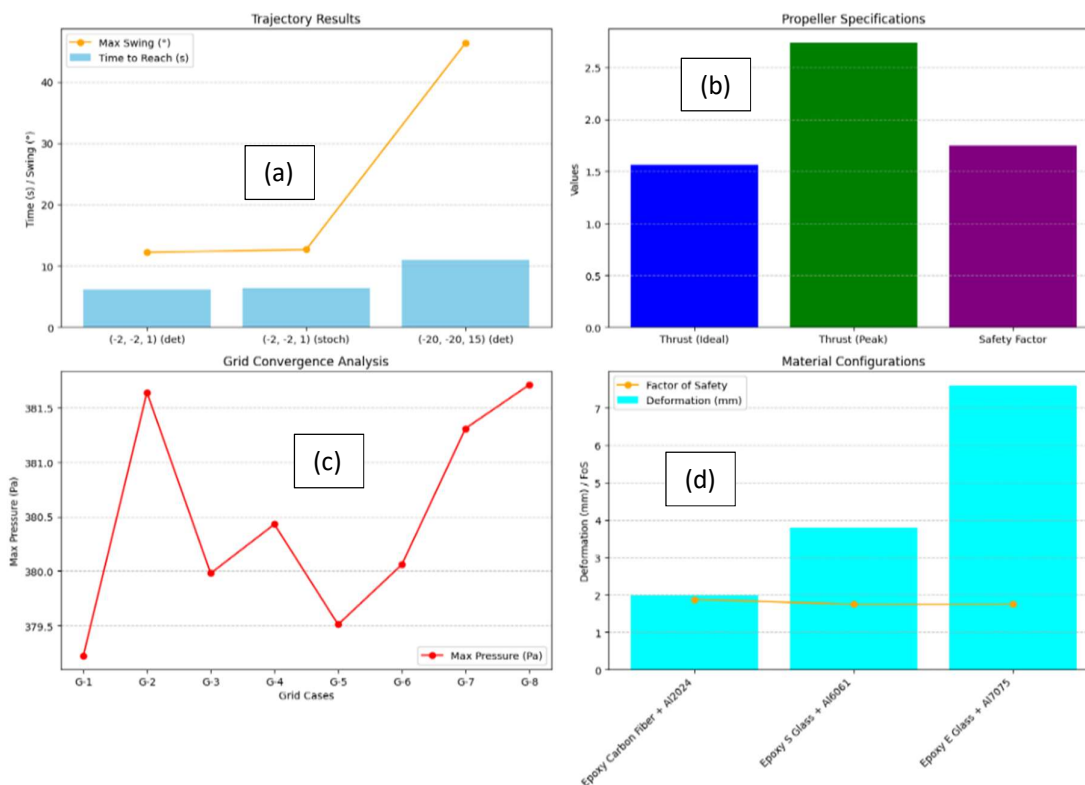 Trajectory Results
Max Swing (°)
Time to Reach (s)
Time (s) / Swing (°)
40
30
20
10
0
(a)
(-2, -2, 1) (det)
(-2, -2, 1) (stoch)
(-20, -20, 15) (det)
Propeller Specifications
Values
2.5
2.0
1.5
1.0
0.5
0.0
(b)
Thrust (Ideal)
Thrust (Peak)
Safety Factor
Grid Convergence Analysis
Max Pressure (Pa)
381.5
381.0
380.5
380.0
379.5
(c)
Max Pressure (Pa)
G-1
G-2
G-3
G-4
G-5
G-6
G-7
G-8
Grid Cases
Material Configurations
Factor of Safety
Deformation (mm)
Deformation (mm) / FoS
7
6
5
4
3
2
1
0
(d)
Epoxy Carbon Fiber + Al2024
Epoxy S Glass + Al6061
Epoxy E Glass + Al7075